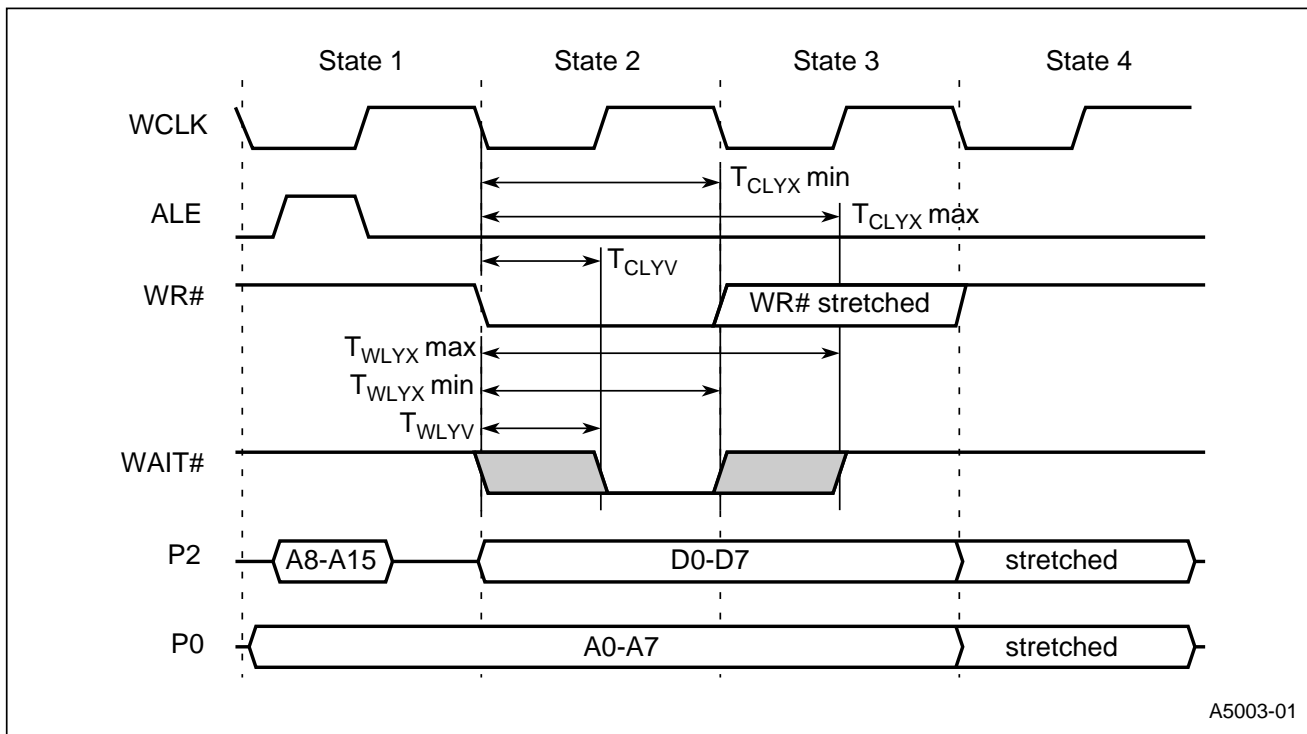 State 1 State 2 State 3 State 4
WCLK
T_CLYX min
ALE
T_CLYX max
T_CLYV
WR#
WR# stretched
T_WLYX max
T_WLYX min
T_WLYV
WAIT#
P2 A8-A15 D0-D7 stretched
P0 A0-A7 stretched
A5003-01